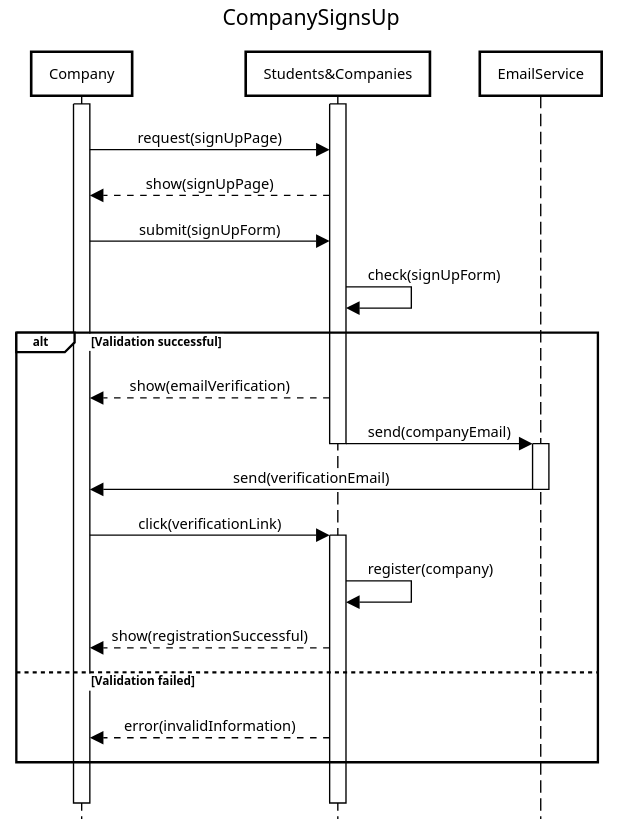 CompanySignsUp
Company
Students&Companies
EmailService
request(signUpPage)
show(signUpPage)
submit(signUpForm)
check(signUpForm)
alt
[Validation successful]
show(emailVerification)
send(companyEmail)
send(verificationEmail)
click(verificationLink)
register(company)
show(registrationSuccessful)
[Validation failed]
error(invalidInformation)